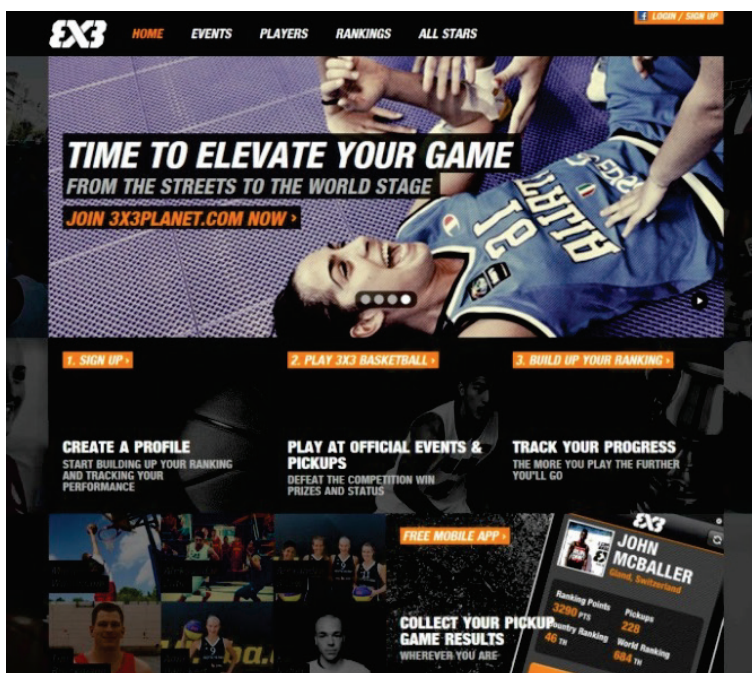 3X3
HOME EVENTS PLAYERS RANKINGS ALL STARS
f LOGIN / SIGN UP
TIME TO ELEVATE YOUR GAME
FROM THE STREETS TO THE WORLD STAGE
JOIN 3X3PLANET.COM NOW ›
ITALIA
16
1. SIGN UP ›
CREATE A PROFILE
START BUILDING UP YOUR RANKING
AND TRACKING YOUR
PERFORMANCE
2. PLAY 3X3 BASKETBALL ›
PLAY AT OFFICIAL EVENTS &
PICKUPS
DEFEAT THE COMPETITION WIN
PRIZES AND STATUS
3. BUILD UP YOUR RANKING ›
TRACK YOUR PROGRESS
THE MORE YOU PLAY THE FURTHER
YOU'LL GO
FREE MOBILE APP ›
COLLECT YOUR PICKUP
GAME RESULTS
WHEREVER YOU ARE
3X3
JOHN
MCBALLER
Gland, Switzerland
Ranking Points
3290 PTS
Pickups
228
Country Ranking
46 TH
World Ranking
684 TH